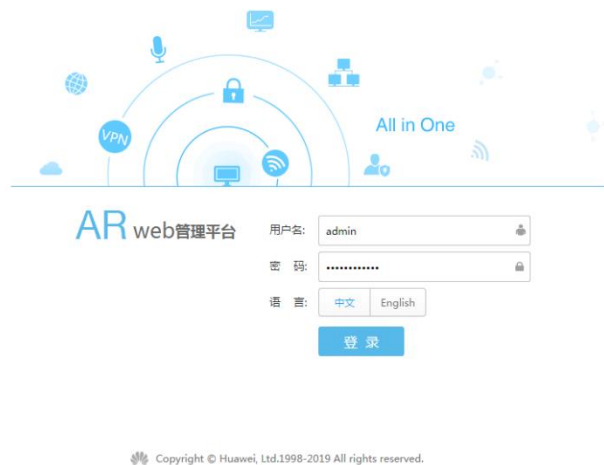 VPN
All in One
AR web管理平台
用户名: admin
密 码: ••••••••••••
语 言: 中文 English
登 录
Copyright © Huawei, Ltd.1998-2019 All rights reserved.